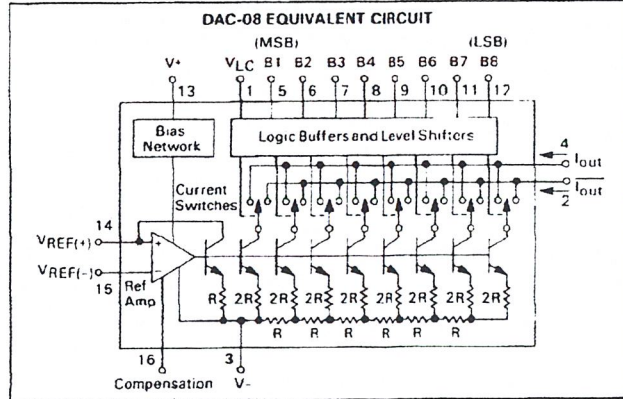 DAC-08 EQUIVALENT CIRCUIT
(MSB) (LSB)
V+ VLC B1 B2 B3 B4 B5 B6 B7 B8
13 1 5 6 7 8 9 10 11 12
Bias Network
Logic Buffers and Level Shifters
4
Iout
Iout
2
Current Switches
14
VREF(+)
+
VREF(-)
−
15
Ref Amp
R 2R 2R 2R 2R 2R 2R 2R 2R
R R R R R R
16 3
Compensation V-